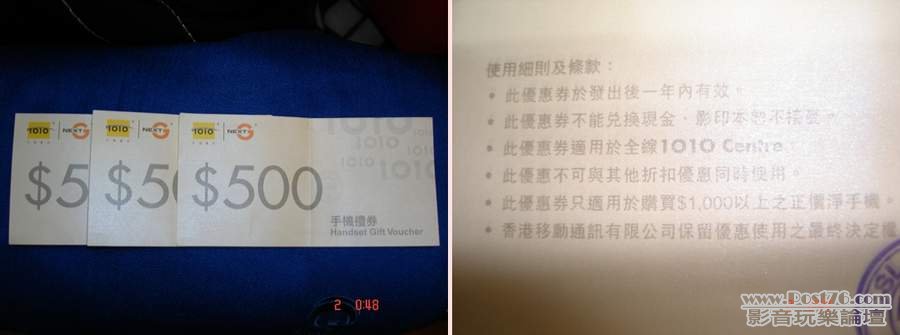 1010
NEXT G
$5
1010
NEXT G
$50
1010
NEXT G
$500
手機禮券
Handset Gift Voucher
2 0:48
使用細則及條款：
• 此優惠券於發出後一年內有效。
• 此優惠券不能兌換現金，影印本恕不接受。
• 此優惠券適用於全線1O1O Centre。
• 此優惠不可與其他折扣優惠同時使用。
• 此優惠券只適用於購買$1,000以上之正價淨手機。
• 香港移動通訊有限公司保留優惠使用之最終決定權
SL
www.Post76.com
影音玩樂論壇